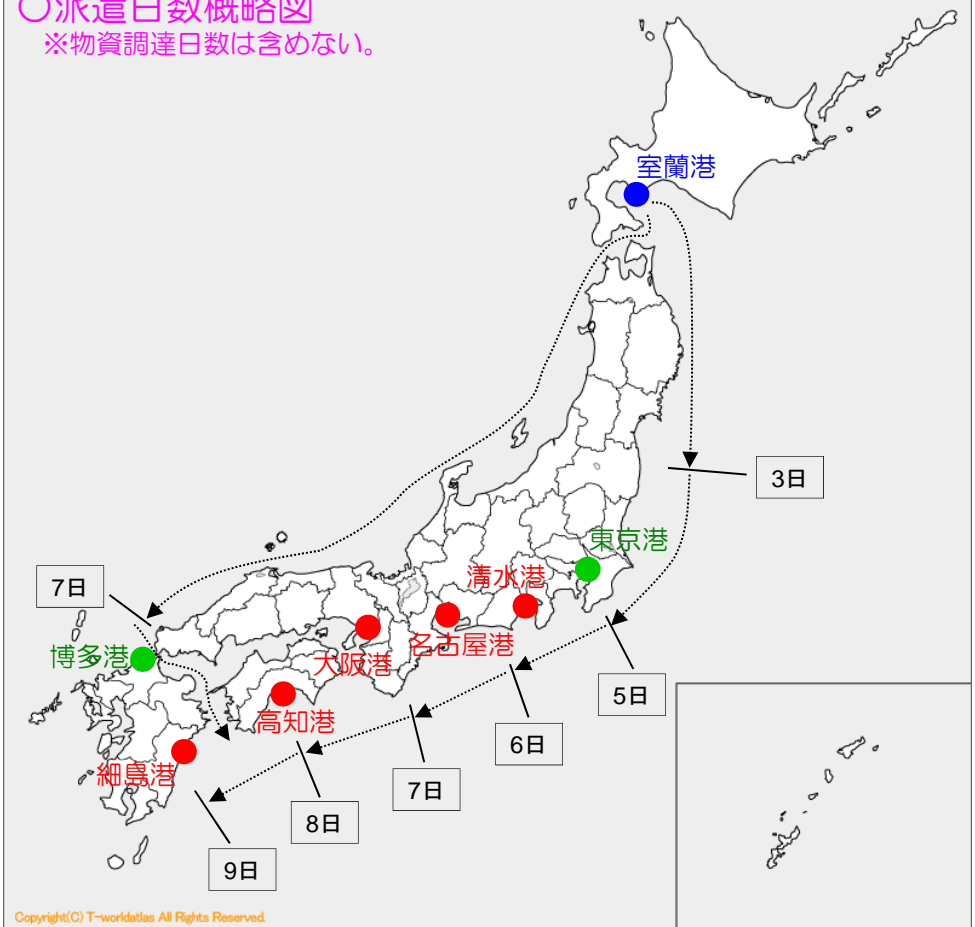 〇派遣日数概略図
※物資調達日数は含めない。
室蘭港
3日
東京港
清水港
7日
名古屋港
博多港
大阪港
5日
高知港
6日
細島港
7日
8日
9日
Copyright(C) T-worldatlas All Rights Reserved.